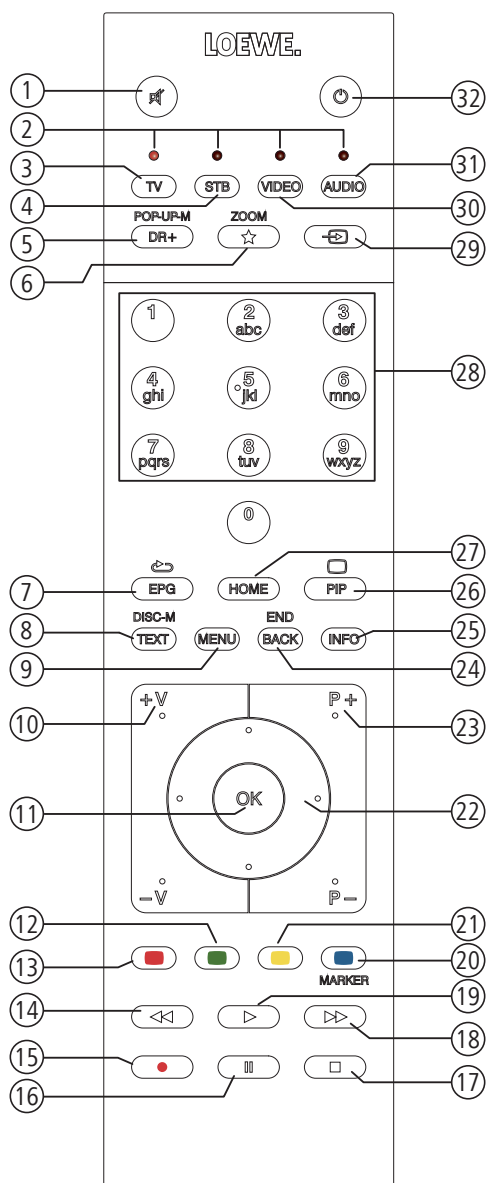 LOEWE.
1
32
2
3
TV
STB
VIDEO
AUDIO
31
4
30
POP-UP-M
ZOOM
5
DR+
29
6
1
2
abc
3
def
4
ghi
5
jkl
6
mno
28
7
pqrs
8
tuv
9
wxyz
0
27
7
EPG
HOME
PIP
26
DISC-M
END
8
TEXT
MENU
BACK
INFO
25
9
24
+V
P+
10
23
11
OK
22
-V
P-
12
21
13
20
MARKER
14
19
18
15
16
17